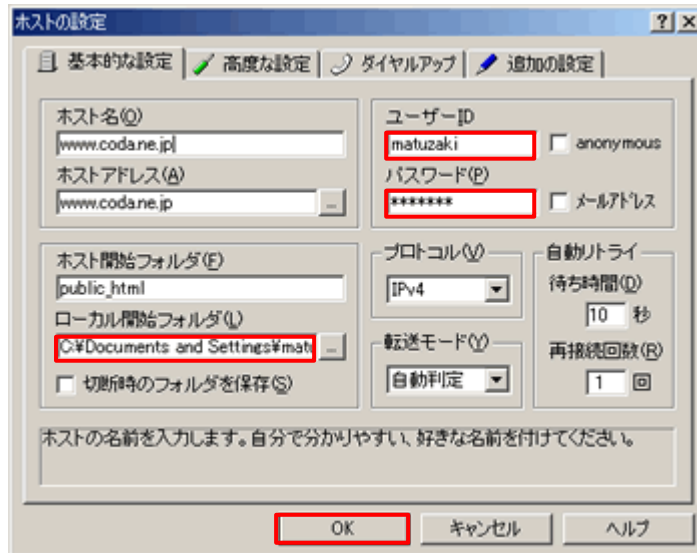 ホストの設定
基本的な設定 高度な設定 ダイヤルアップ 追加の設定
ホスト名(O)
www.coda.ne.jp
ホストアドレス(A)
www.coda.ne.jp ...
ユーザーID
matuzaki anonymous
パスワード(P)
******* メールアドレス
ホスト開始フォルダ(F)
public_html
ローカル開始フォルダ(L)
C:¥Documents and Settings¥matu ...
切断時のフォルダを保存(S)
プロトコル(V)
IPv4
転送モード(Y)
自動判定
自動リトライ
待ち時間(D)
10 秒
再接続回数(R)
1 回
ホストの名前を入力します。自分で分かりやすい、好きな名前を付けてください。
OK キャンセル ヘルプ